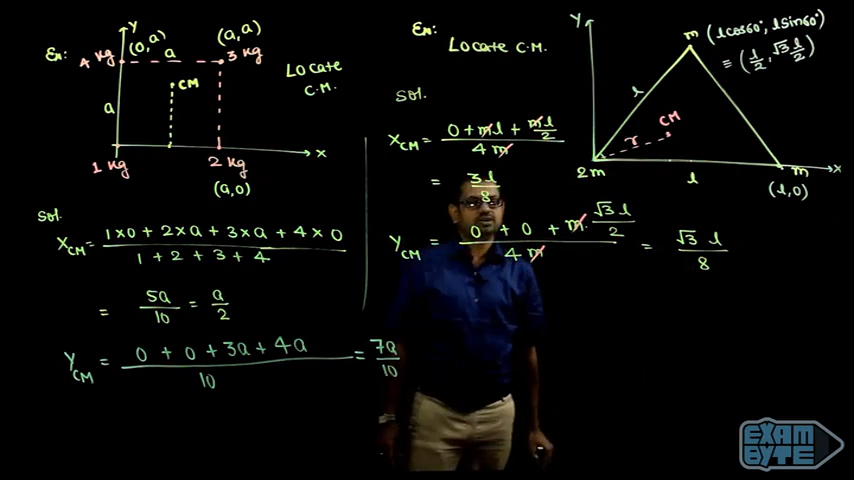 Ex:
Y
(0, a)
(a, a)
4 kg
a
3 kg
CM
LOcate
C.M.
a
1 kg
2 kg
X
(a, 0)
Sol.
X_CM = (1×0 + 2×a + 3×a + 4×0) / (1 + 2 + 3 + 4)
= 5a/10 = a/2
Y_CM = (0 + 0 + 3a + 4a) / 10 = 7a/10
Ex:
LOcate C.M.
Sol.
X_CM = (0 + ml + ml/2) / 4m
= 3l/8
Y_CM = (0 + 0 + m. √3 l/2) / 4m = √3 l/8
Y
m (lcos60°, lsin60°)
≡ (l/2, √3l/2)
l
CM
r
2m
l
m
X
(l, 0)
EXAM
BYTE